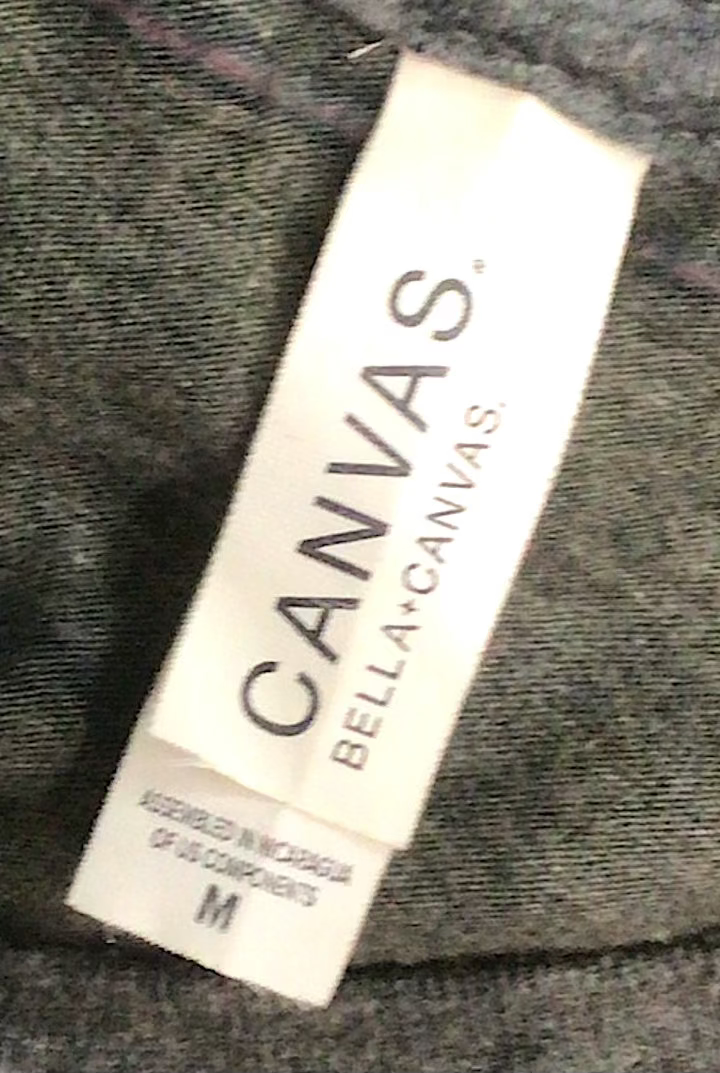 CANVAS®
BELLA+CANVAS.
ASSEMBLED IN NICARAGUA
OF US COMPONENTS
M